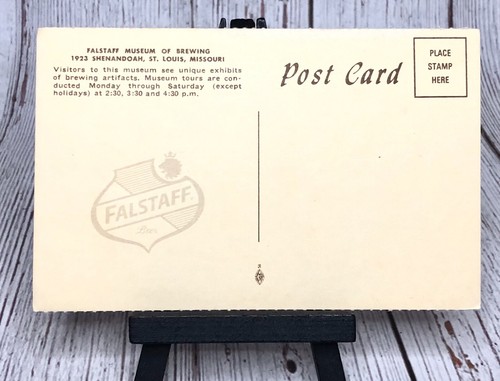 FALSTAFF MUSEUM OF BREWING
1923 SHENANDOAH, ST. LOUIS, MISSOURI
Visitors to this museum see unique exhibits
of brewing artifacts. Museum tours are con-
ducted Monday through Saturday (except
holidays) at 2:30, 3:30 and 4:30 p.m.
Post Card
PLACE
STAMP
HERE
FALSTAFF
Beer